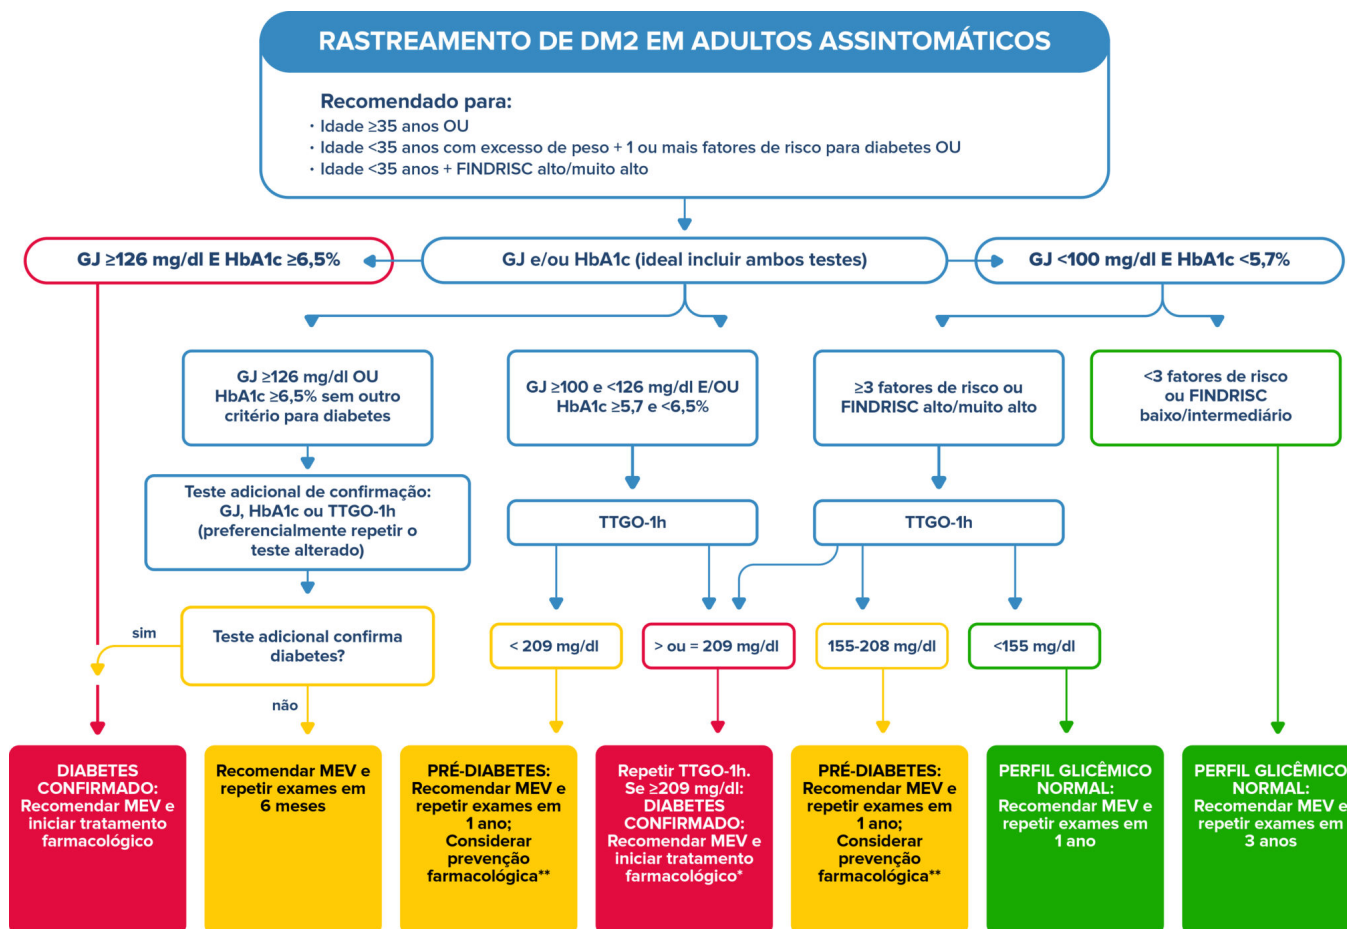 RASTREAMENTO DE DM2 EM ADULTOS ASSINTOMÁTICOS
Recomendado para:
· Idade ≥35 anos OU
· Idade <35 anos com excesso de peso + 1 ou mais fatores de risco para diabetes OU
· Idade <35 anos + FINDRISC alto/muito alto
GJ ≥126 mg/dl E HbA1c ≥6,5%
GJ e/ou HbA1c (ideal incluir ambos testes)
GJ <100 mg/dl E HbA1c <5,7%
GJ ≥126 mg/dl OU
HbA1c ≥6,5% sem outro
critério para diabetes
GJ ≥100 e <126 mg/dl E/OU
HbA1c ≥5,7 e <6,5%
≥3 fatores de risco ou
FINDRISC alto/muito alto
<3 fatores de risco
ou FINDRISC
baixo/intermediário
Teste adicional de confirmação:
GJ, HbA1c ou TTGO-1h
(preferencialmente repetir o
teste alterado)
TTGO-1h
TTGO-1h
sim
Teste adicional confirma
diabetes?
não
< 209 mg/dl
> ou = 209 mg/dl
155-208 mg/dl
<155 mg/dl
DIABETES
CONFIRMADO:
Recomendar MEV e
iniciar tratamento
farmacológico
Recomendar MEV e
repetir exames em
6 meses
PRÉ-DIABETES:
Recomendar MEV e
repetir exames em
1 ano;
Considerar
prevenção
farmacológica**
Repetir TTGO-1h.
Se ≥209 mg/dl:
DIABETES
CONFIRMADO:
Recomendar MEV e
iniciar tratamento
farmacológico*
PRÉ-DIABETES:
Recomendar MEV e
repetir exames em
1 ano;
Considerar
prevenção
farmacológica**
PERFIL GLICÊMICO
NORMAL:
Recomendar MEV e
repetir exames em
1 ano
PERFIL GLICÊMICO
NORMAL:
Recomendar MEV e
repetir exames em
3 anos